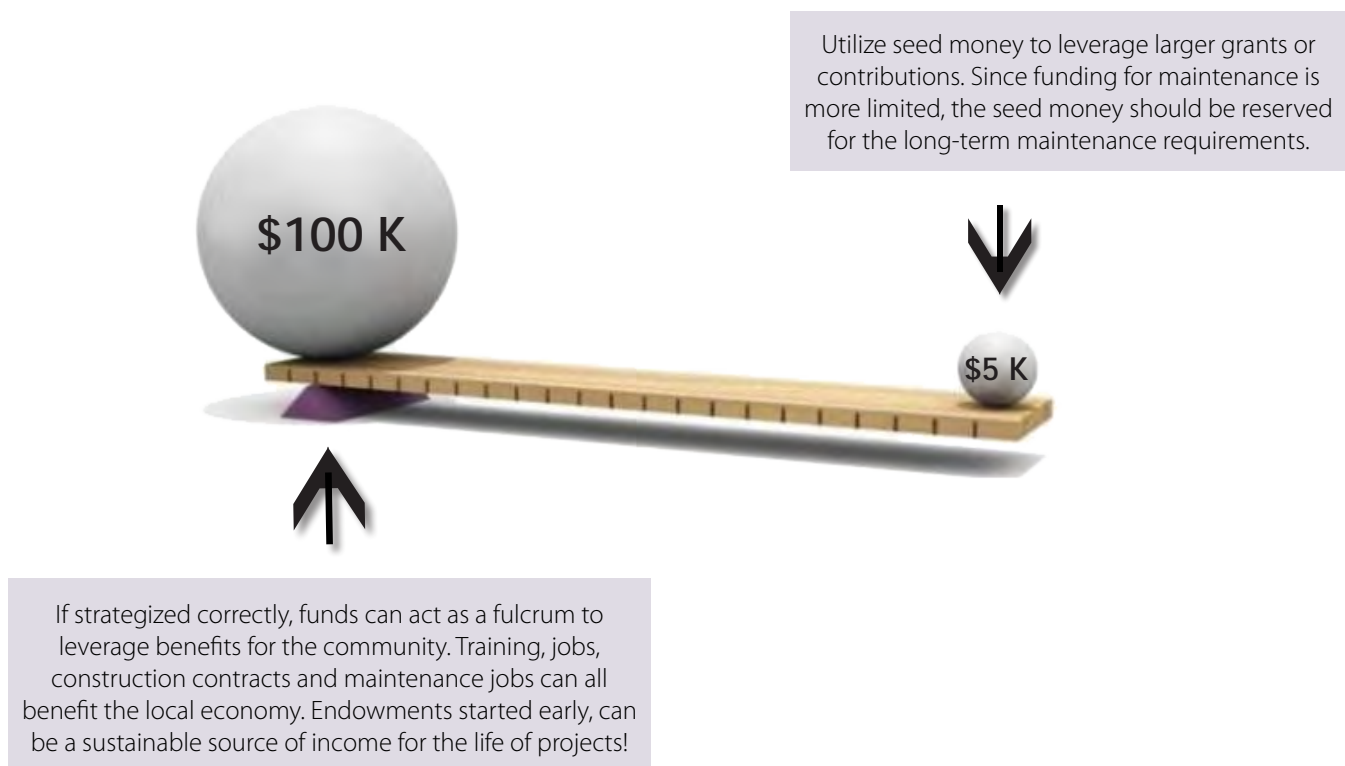 Utilize seed money to leverage larger grants or
contributions. Since funding for maintenance is
more limited, the seed money should be reserved
for the long-term maintenance requirements.
$100 K
$5 K
If strategized correctly, funds can act as a fulcrum to
leverage benefits for the community. Training, jobs,
construction contracts and maintenance jobs can all
benefit the local economy. Endowments started early, can
be a sustainable source of income for the life of projects!